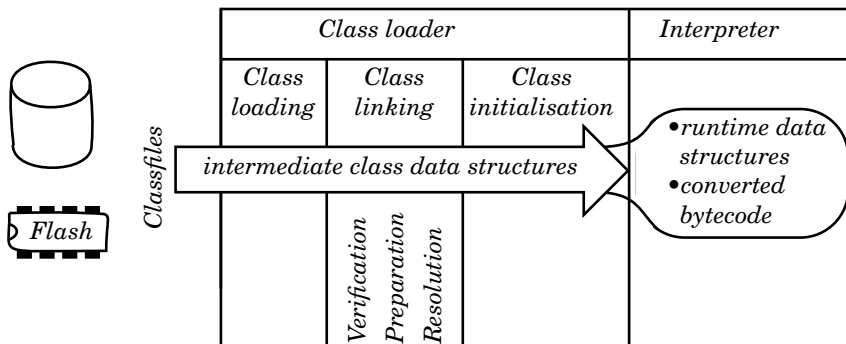 Class loader
Interpreter
Class
loading
Class
linking
Class
initialisation
Classfiles
intermediate class data structures
•runtime data
structures
•converted
bytecode
Flash
Verification
Preparation
Resolution